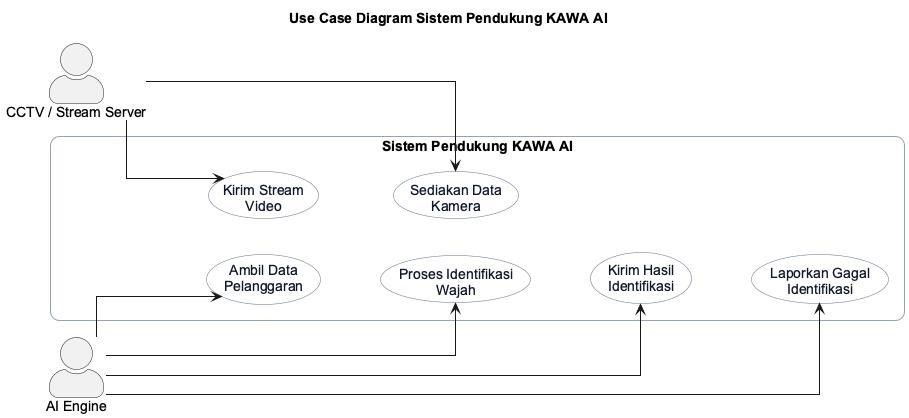 Use Case Diagram Sistem Pendukung KAWA AI
CCTV / Stream Server
Sistem Pendukung KAWA AI
Kirim Stream
Video
Sediakan Data
Kamera
Ambil Data
Pelanggaran
Proses Identifikasi
Wajah
Kirim Hasil
Identifikasi
Laporkan Gagal
Identifikasi
AI Engine